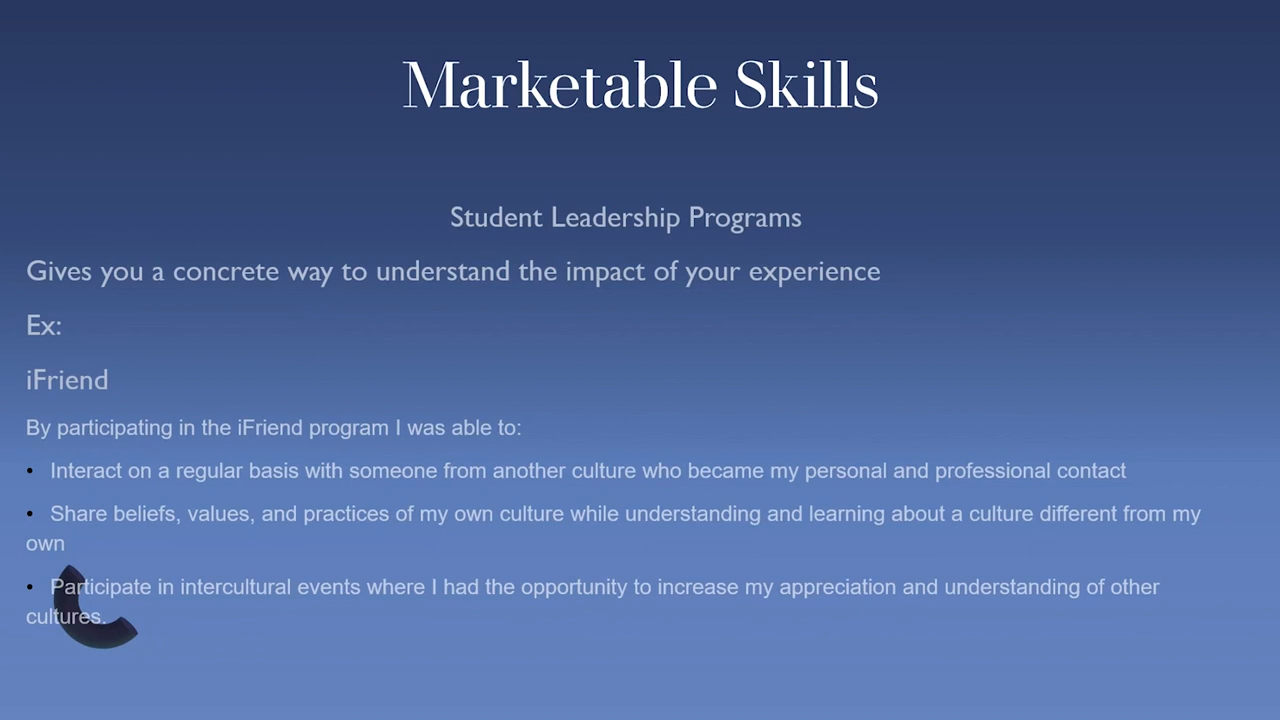 Marketable Skills
Student Leadership Programs
Gives you a concrete way to understand the impact of your experience
Ex:
iFriend
By participating in the iFriend program I was able to:
• Interact on a regular basis with someone from another culture who became my personal and professional contact
• Share beliefs, values, and practices of my own culture while understanding and learning about a culture different from my
own
• Participate in intercultural events where I had the opportunity to increase my appreciation and understanding of other
cultures.